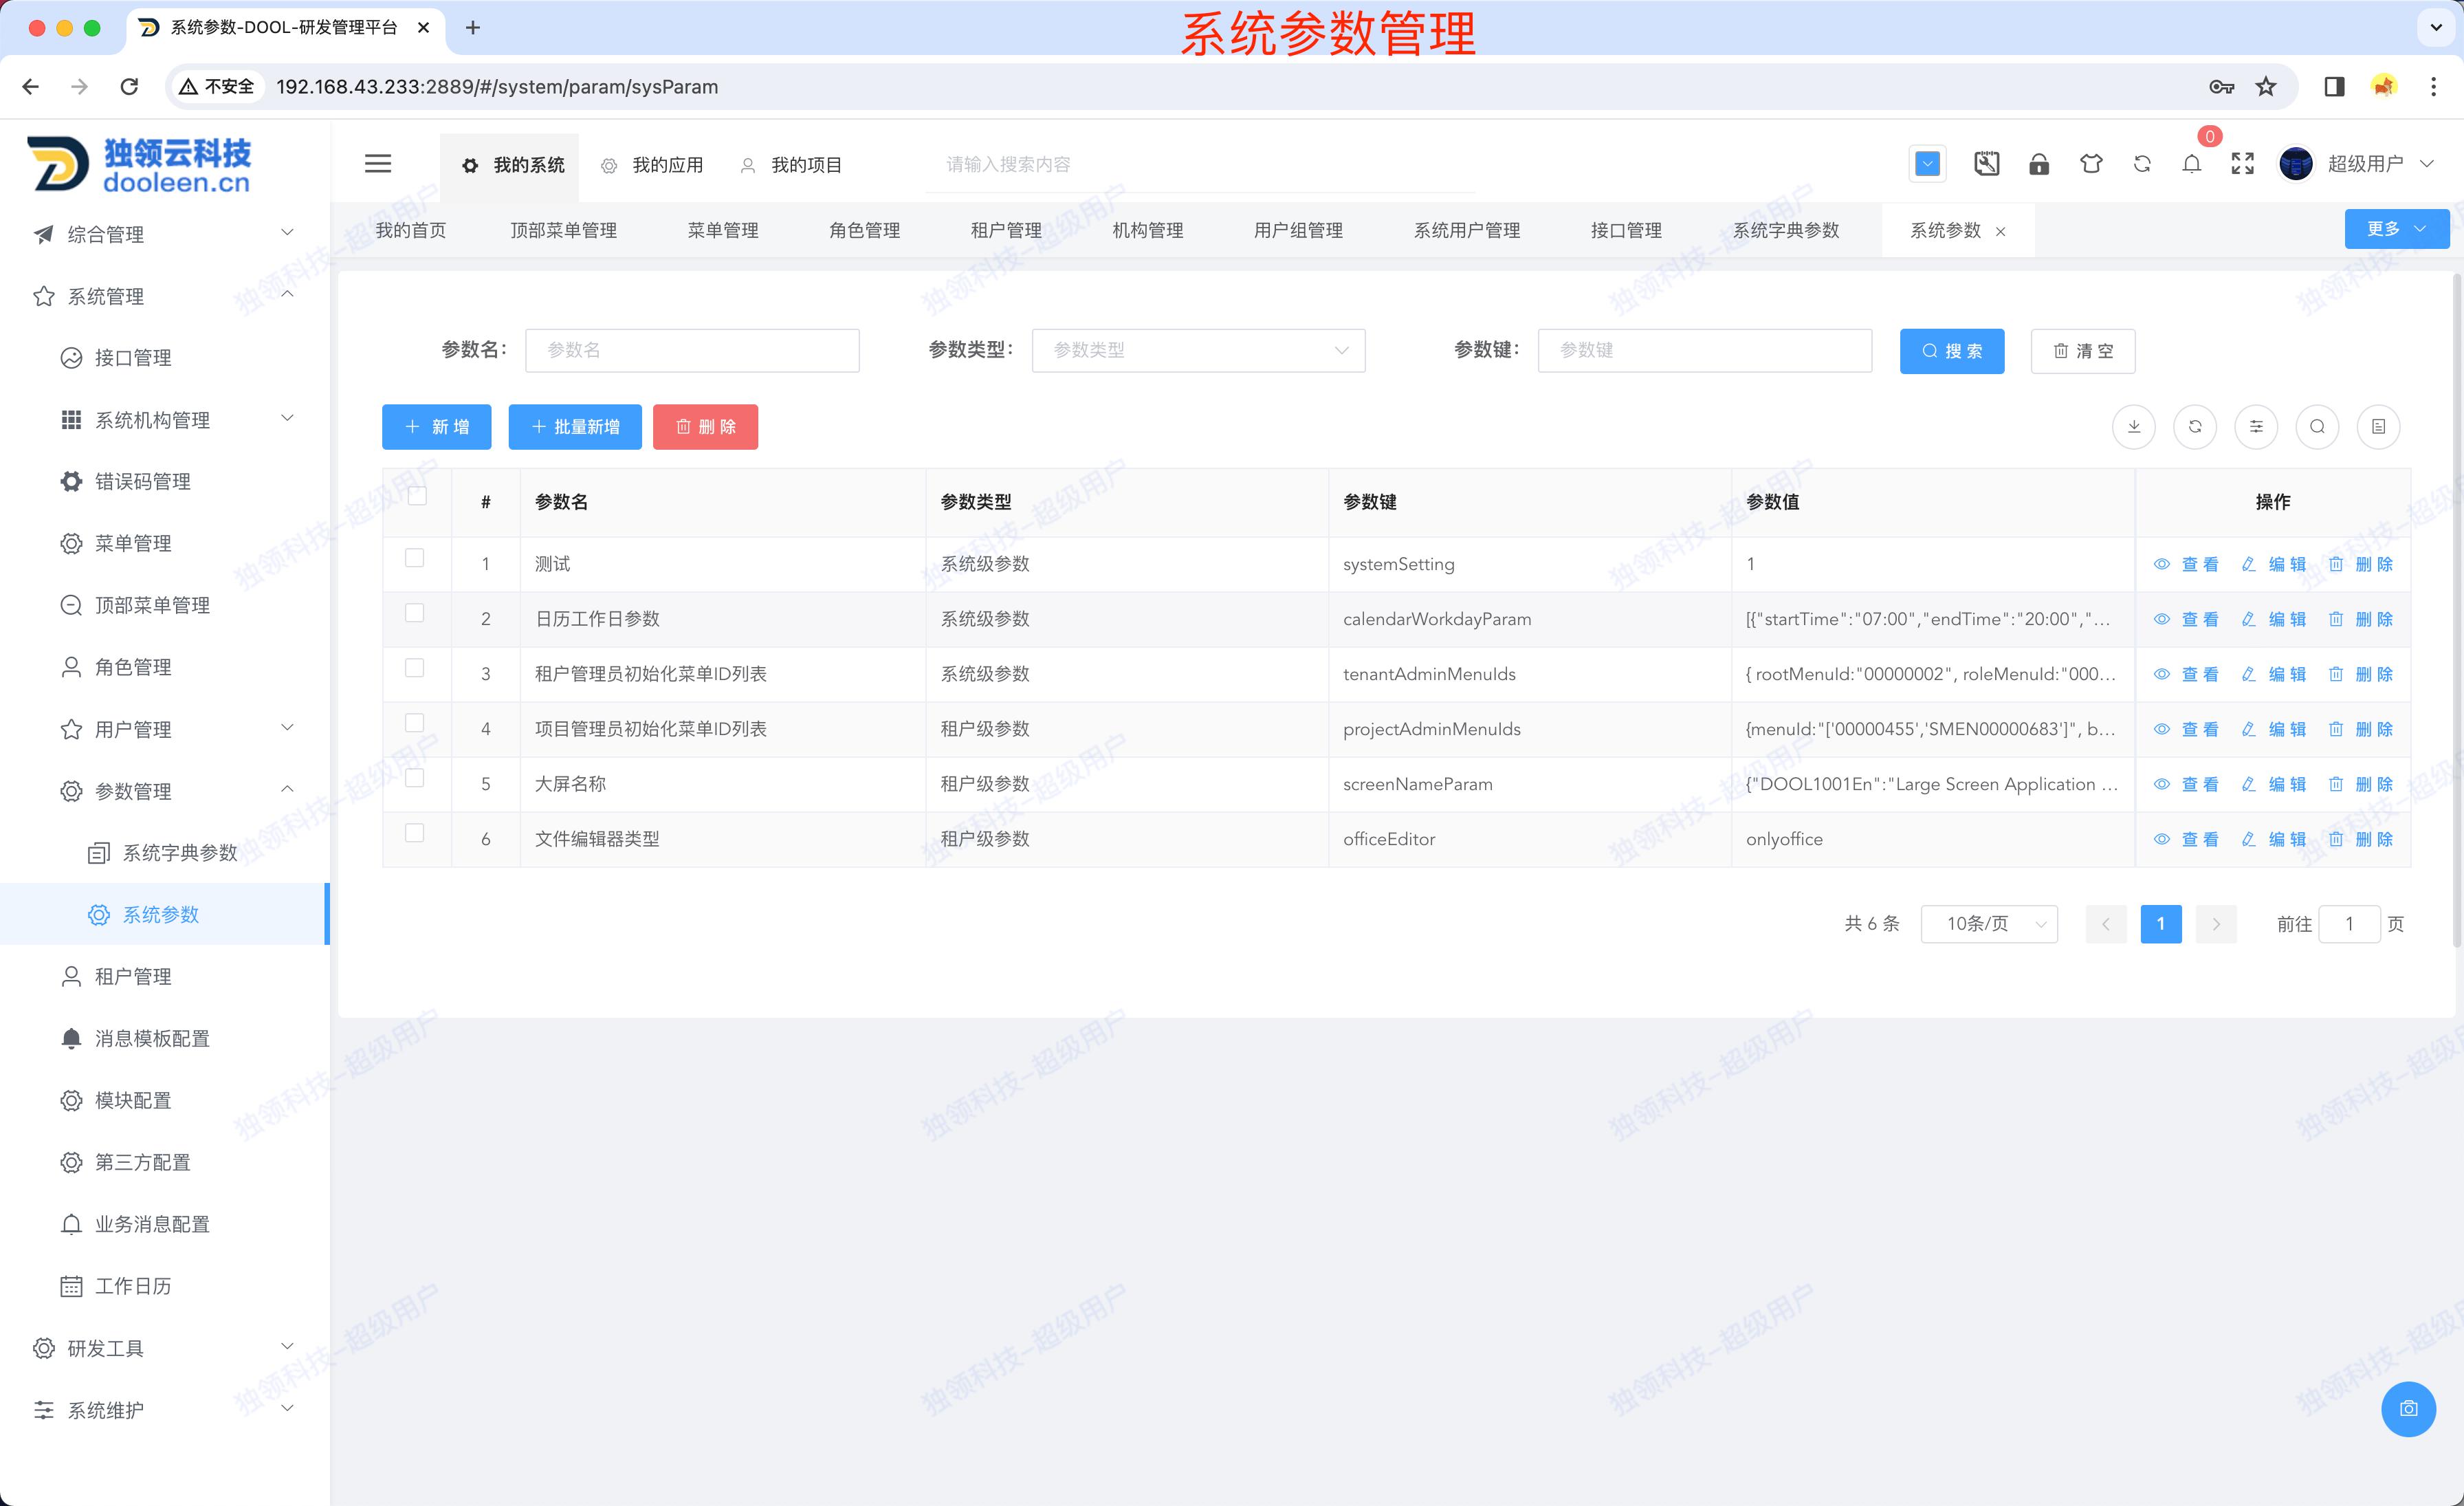 系统参数-DOOL-研发管理平台
系统参数管理
不安全 192.168.43.233:2889/#/system/param/sysParam
独领云科技
dooleen.cn
我的系统 我的应用 我的项目 请输入搜索内容 0 超级用户
我的首页 顶部菜单管理 菜单管理 角色管理 租户管理 机构管理 用户组管理 系统用户管理 接口管理 系统字典参数 系统参数 更多
综合管理
系统管理
接口管理
系统机构管理
错误码管理
菜单管理
顶部菜单管理
角色管理
用户管理
参数管理
系统字典参数
系统参数
租户管理
消息模板配置
模块配置
第三方配置
业务消息配置
工作日历
研发工具
系统维护
参数名: 参数名 参数类型: 参数类型 参数键: 参数键 搜 索 清 空
新 增 批量新增 删 除
# 参数名 参数类型 参数键 参数值 操作
1 测试 系统级参数 systemSetting 1 查 看 编 辑 删 除
2 日历工作日参数 系统级参数 calendarWorkdayParam [{"startTime":"07:00","endTime":"20:00","... 查 看 编 辑 删 除
3 租户管理员初始化菜单ID列表 系统级参数 tenantAdminMenuIds { rootMenuId:"00000002", roleMenuId:"000... 查 看 编 辑 删 除
4 项目管理员初始化菜单ID列表 租户级参数 projectAdminMenuIds {menuId:"['00000455','SMEN00000683']", b... 查 看 编 辑 删 除
5 大屏名称 租户级参数 screenNameParam {"DOOL1001En":"Large Screen Application ... 查 看 编 辑 删 除
6 文件编辑器类型 租户级参数 officeEditor onlyoffice 查 看 编 辑 删 除
共 6 条 10条/页 1 前往 1 页
独领科技-超级用户